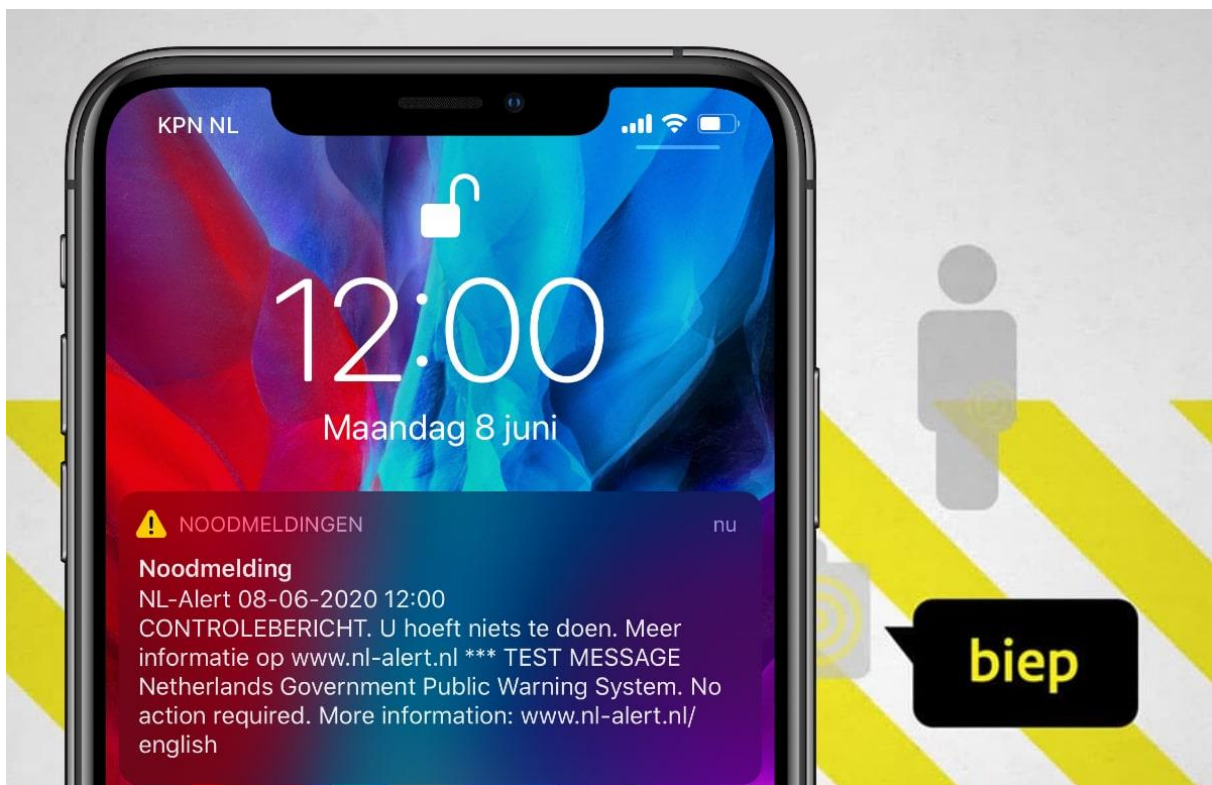 KPN NL
12:00
Maandag 8 juni
NOODMELDINGEN nu
Noodmelding
NL-Alert 08-06-2020 12:00
CONTROLEBERICHT. U hoeft niets te doen. Meer
informatie op www.nl-alert.nl *** TEST MESSAGE
Netherlands Government Public Warning System. No
action required. More information: www.nl-alert.nl/
english
biep